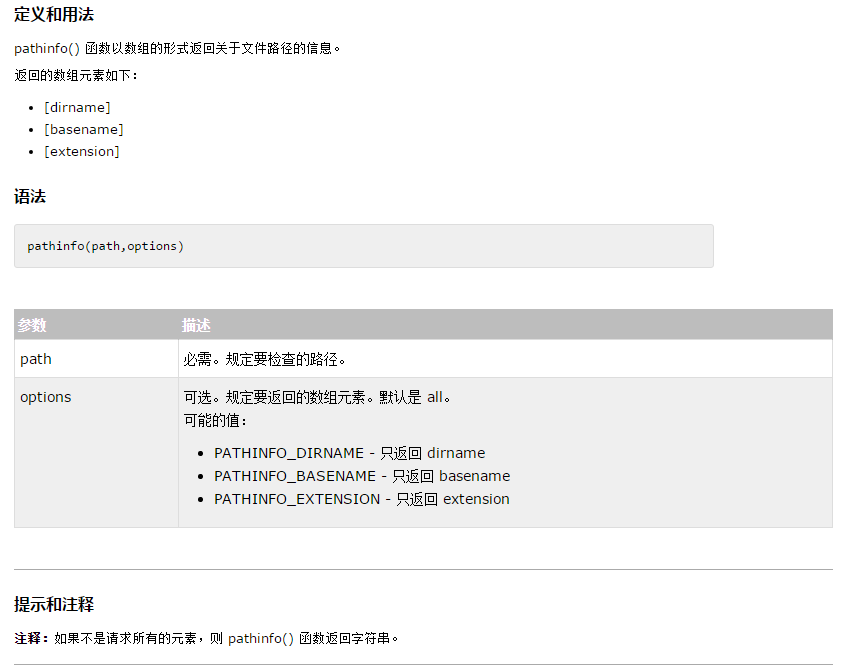 定义和用法
pathinfo() 函数以数组的形式返回关于文件路径的信息。
返回的数组元素如下：
[dirname]
[basename]
[extension]
语法
pathinfo(path,options)
参数 描述
path 必需。规定要检查的路径。
options 可选。规定要返回的数组元素。默认是 all。
可能的值：
PATHINFO_DIRNAME - 只返回 dirname
PATHINFO_BASENAME - 只返回 basename
PATHINFO_EXTENSION - 只返回 extension
提示和注释
注释：如果不是请求所有的元素，则 pathinfo() 函数返回字符串。